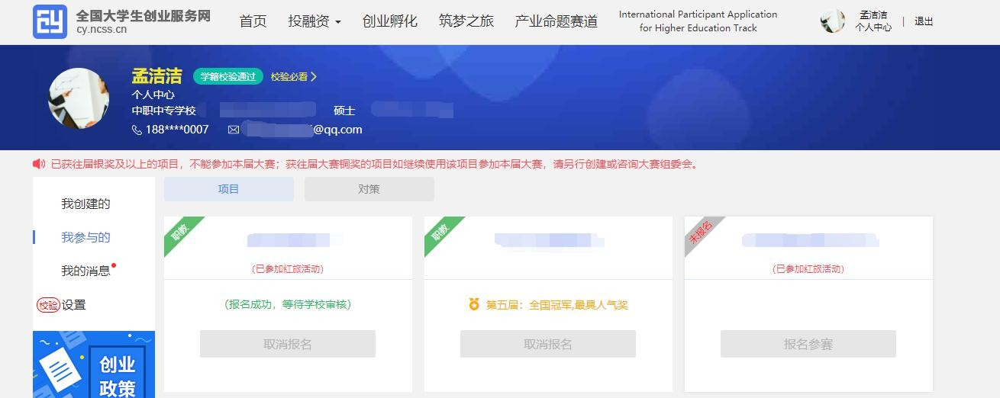 全国大学生创业服务网
cy.ncss.cn
首页 投融资 创业孵化 筑梦之旅 产业命题赛道
International Participant Application
for Higher Education Track
孟洁洁
个人中心 | 退出
孟洁洁 学籍校验通过 校验必看
个人中心
中职中专学校 硕士
188****0007 @qq.com
已获往届银奖及以上的项目，不能参加本届大赛；获往届大赛铜奖的项目如继续使用该项目参加本届大赛，请另行创建或咨询大赛组委会。
我创建的
我参与的
我的消息
校验 设置
创业
政策
项目 对策
职教
(已参加红旅活动)
(报名成功，等待学校审核)
取消报名
职教
第五届：全国冠军,最具人气奖
取消报名
未报名
(已参加红旅活动)
报名参赛